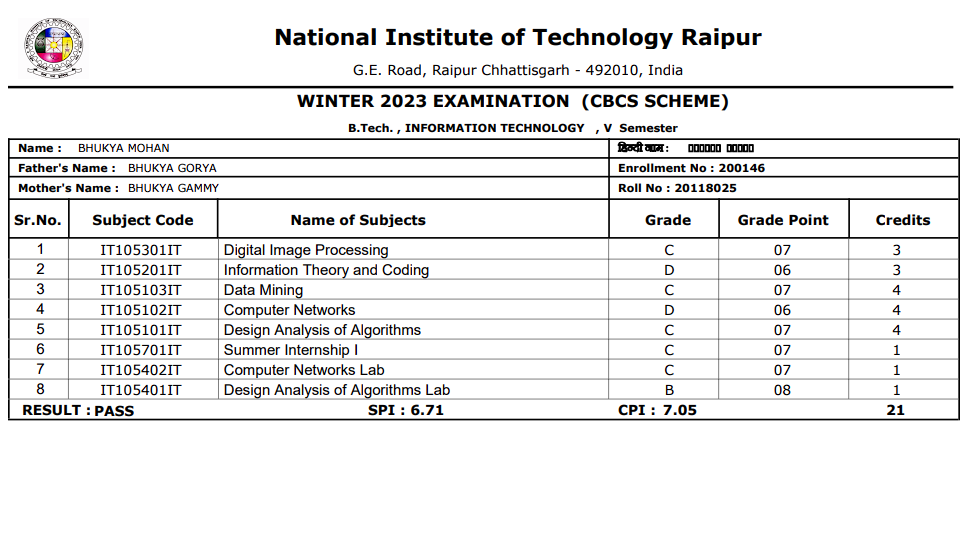 National Institute of Technology Raipur
G.E. Road, Raipur Chhattisgarh - 492010, India
WINTER 2023 EXAMINATION (CBCS SCHEME)
B.Tech. , INFORMATION TECHNOLOGY , V Semester
Name : BHUKYA MOHAN हिन्दी नाम :
Father's Name : BHUKYA GORYA Enrollment No : 200146
Mother's Name : BHUKYA GAMMY Roll No : 20118025
Sr.No. Subject Code Name of Subjects Grade Grade Point Credits
1 IT105301IT Digital Image Processing C 07 3
2 IT105201IT Information Theory and Coding D 06 3
3 IT105103IT Data Mining C 07 4
4 IT105102IT Computer Networks D 06 4
5 IT105101IT Design Analysis of Algorithms C 07 4
6 IT105701IT Summer Internship I C 07 1
7 IT105402IT Computer Networks Lab C 07 1
8 IT105401IT Design Analysis of Algorithms Lab B 08 1
RESULT : PASS SPI : 6.71 CPI : 7.05 21